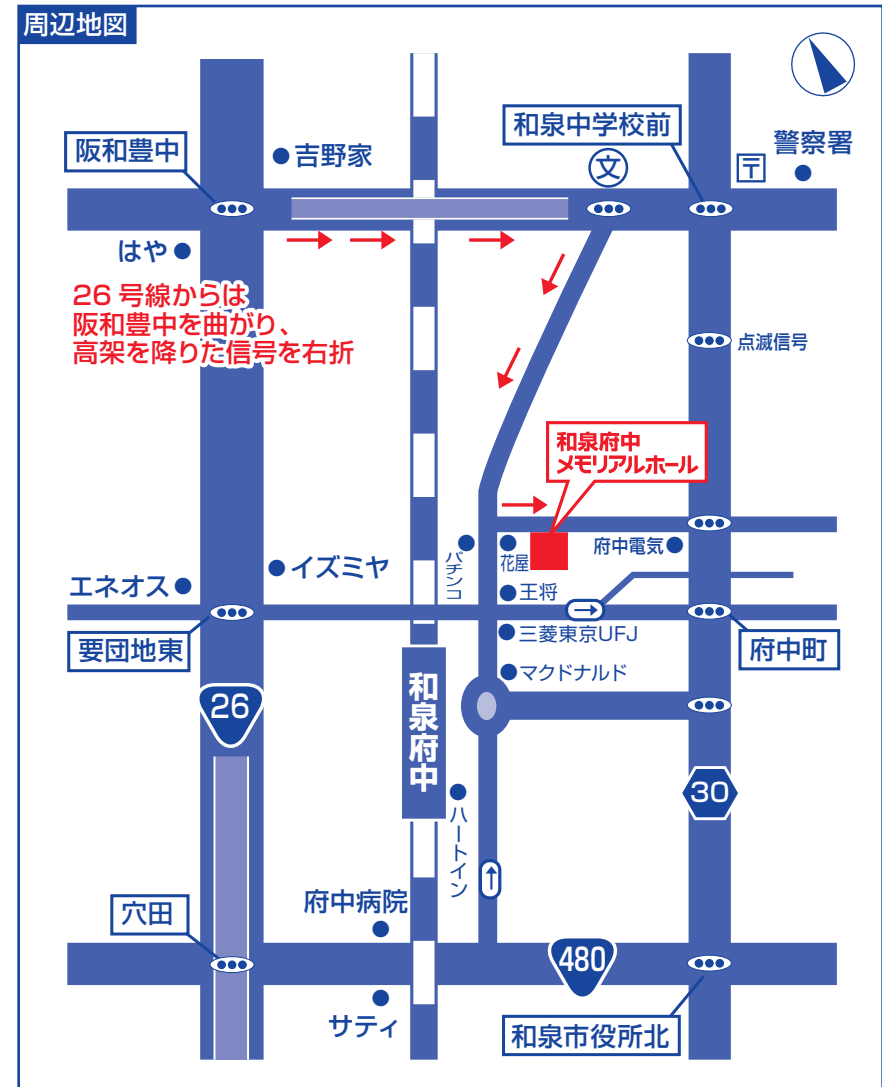 周辺地図
阪和豊中
吉野家
和泉中学校前
文
〒
警察署
はや
26号線からは
阪和豊中を曲がり、
高架を降りた信号を右折
点滅信号
和泉府中
メモリアルホール
パチンコ
花屋
府中電気
イズミヤ
エネオス
王将
要団地東
三菱東京UFJ
府中町
マクドナルド
26
和泉府中
30
ハートイン
府中病院
穴田
480
サティ
和泉市役所北